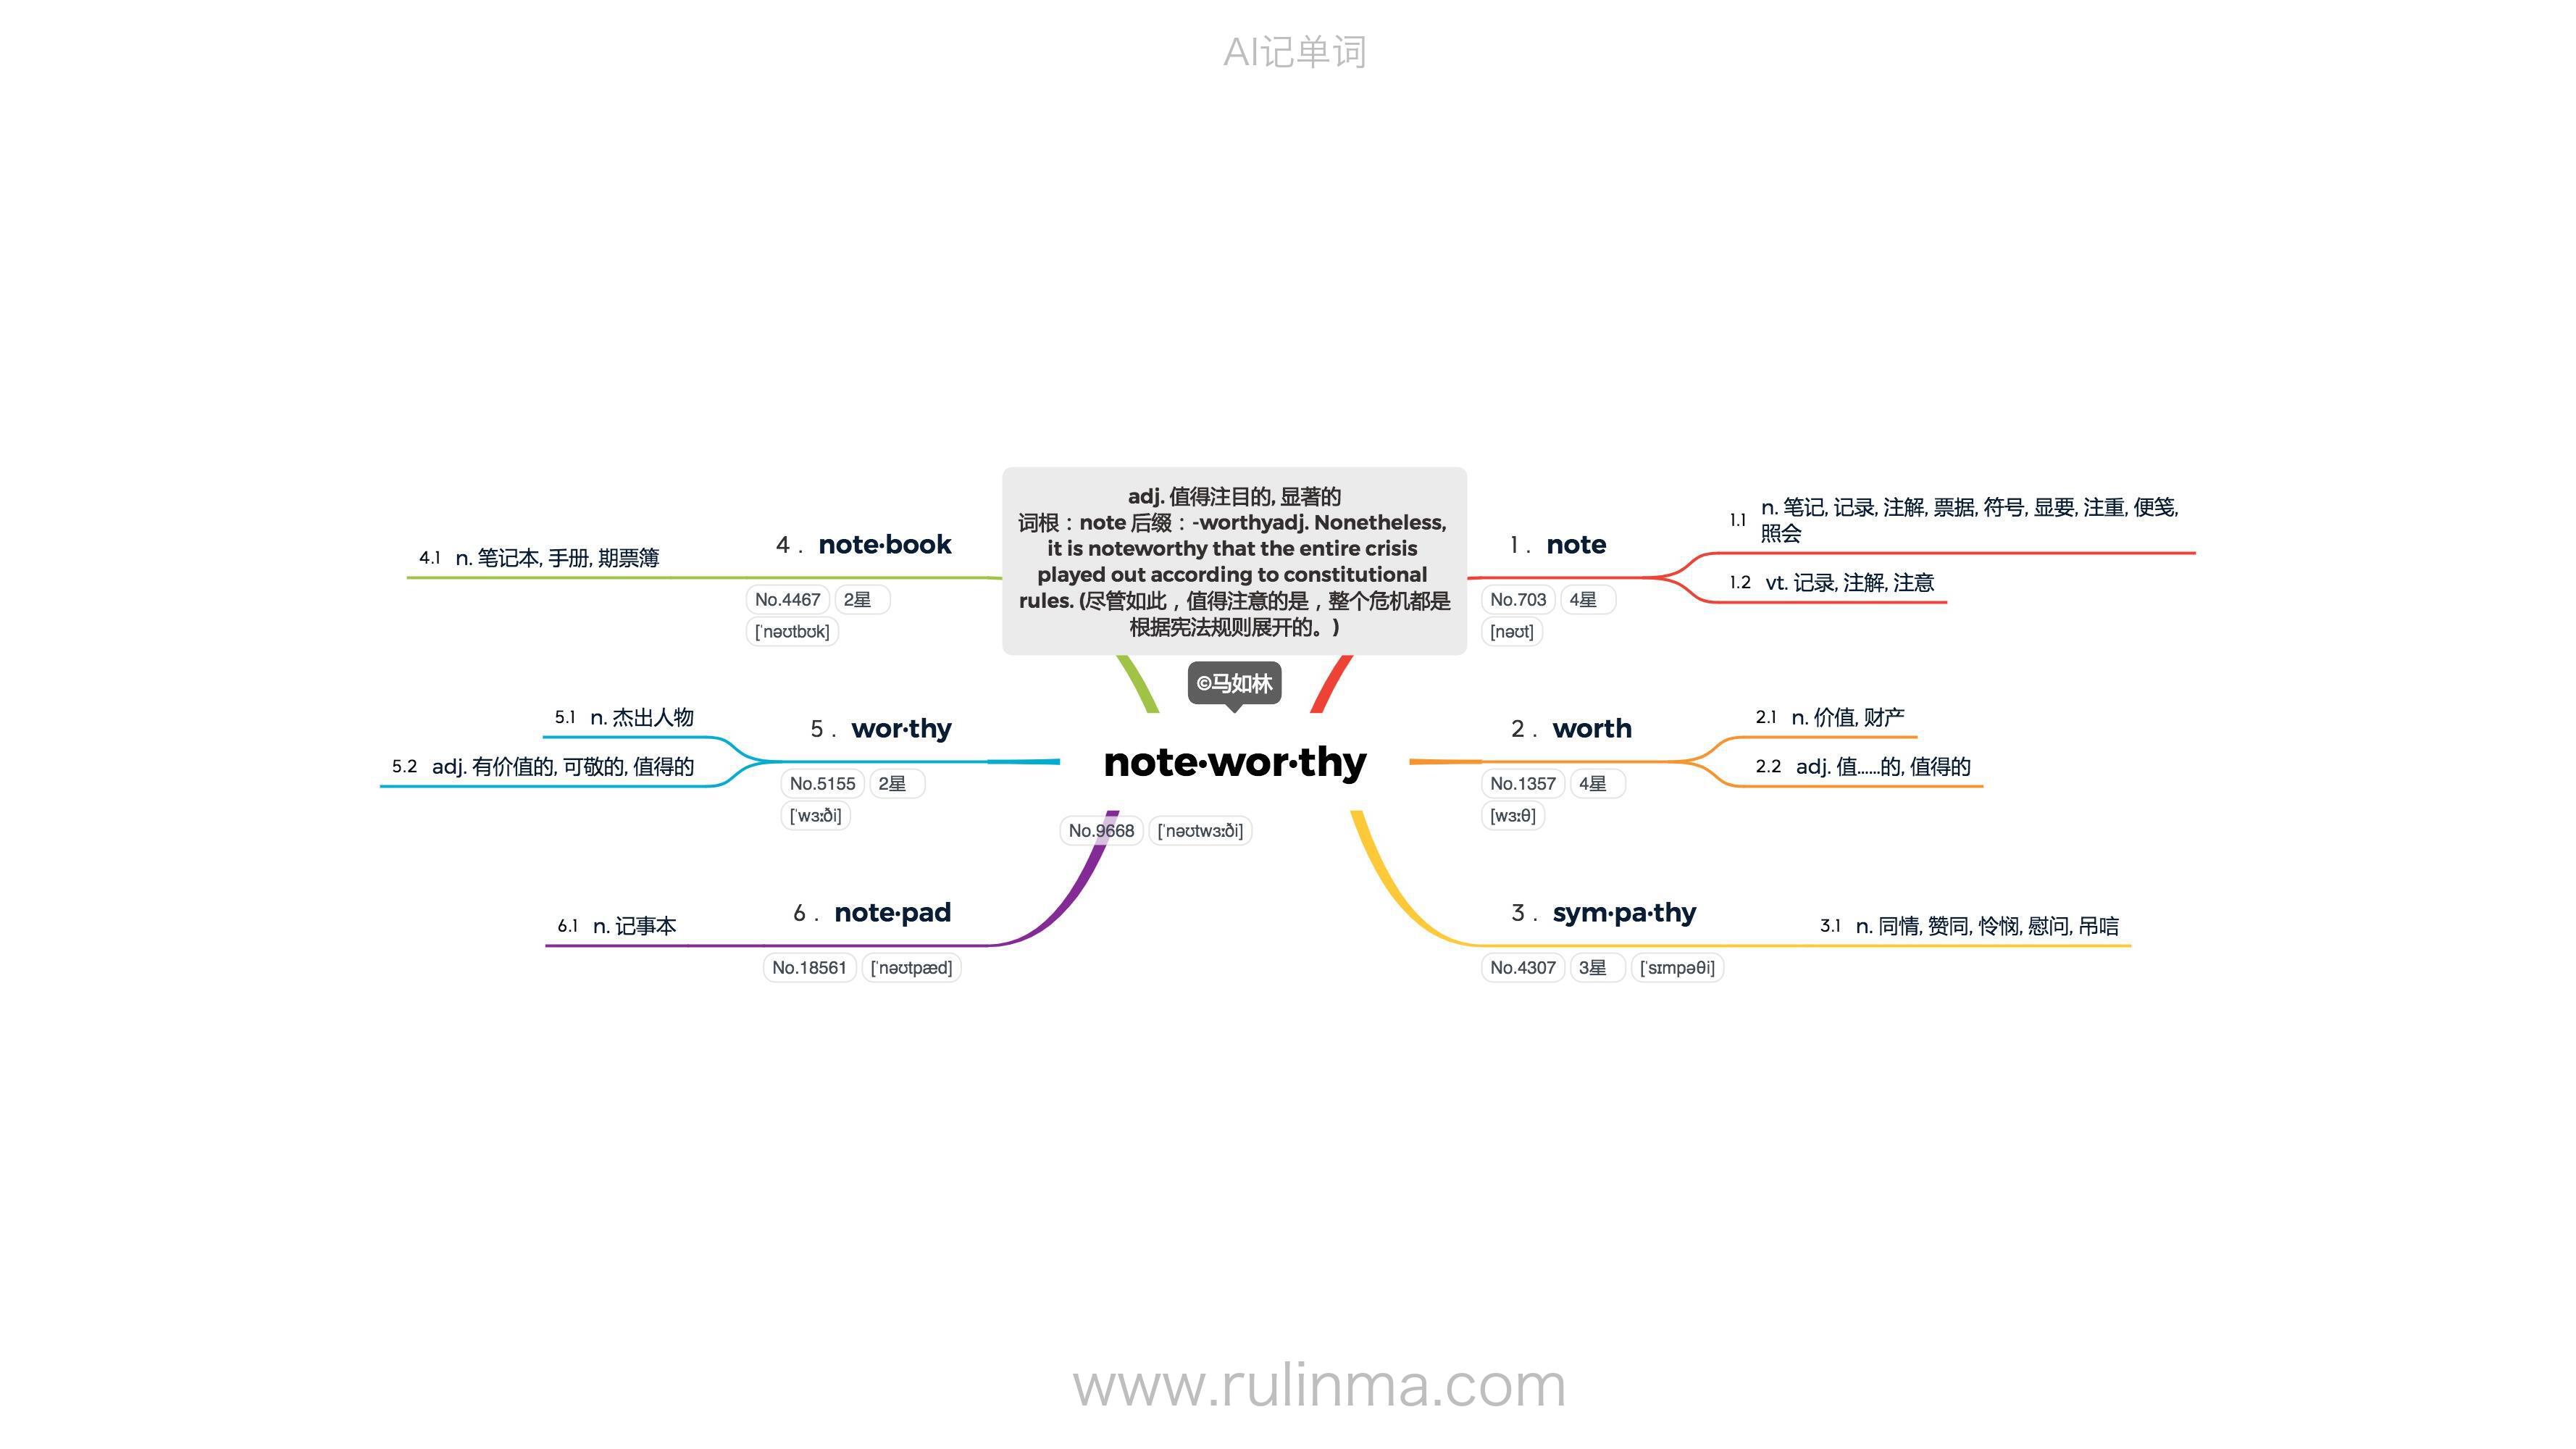 AI记单词
adj. 值得注目的, 显著的
词根：note 后缀：-worthyadj. Nonetheless,
it is noteworthy that the entire crisis
played out according to constitutional
rules. (尽管如此，值得注意的是，整个危机都是
根据宪法规则展开的。)
©马如林
note·wor·thy
No.9668 [ˈnəʊtwɜːði]
1 . note
No.703 4星
[nəʊt]
1.1 n. 笔记, 记录, 注解, 票据, 符号, 显要, 注重, 便笺,
照会
1.2 vt. 记录, 注解, 注意
2 . worth
No.1357 4星
[wɜːθ]
2.1 n. 价值, 财产
2.2 adj. 值……的, 值得的
3 . sym·pa·thy
No.4307 3星 [ˈsɪmpəθi]
3.1 n. 同情, 赞同, 怜悯, 慰问, 吊唁
4 . note·book
No.4467 2星
[ˈnəʊtbʊk]
4.1 n. 笔记本, 手册, 期票簿
5 . wor·thy
No.5155 2星
[ˈwɜːði]
5.1 n. 杰出人物
5.2 adj. 有价值的, 可敬的, 值得的
6 . note·pad
No.18561 [ˈnəʊtpæd]
6.1 n. 记事本
www.rulinma.com